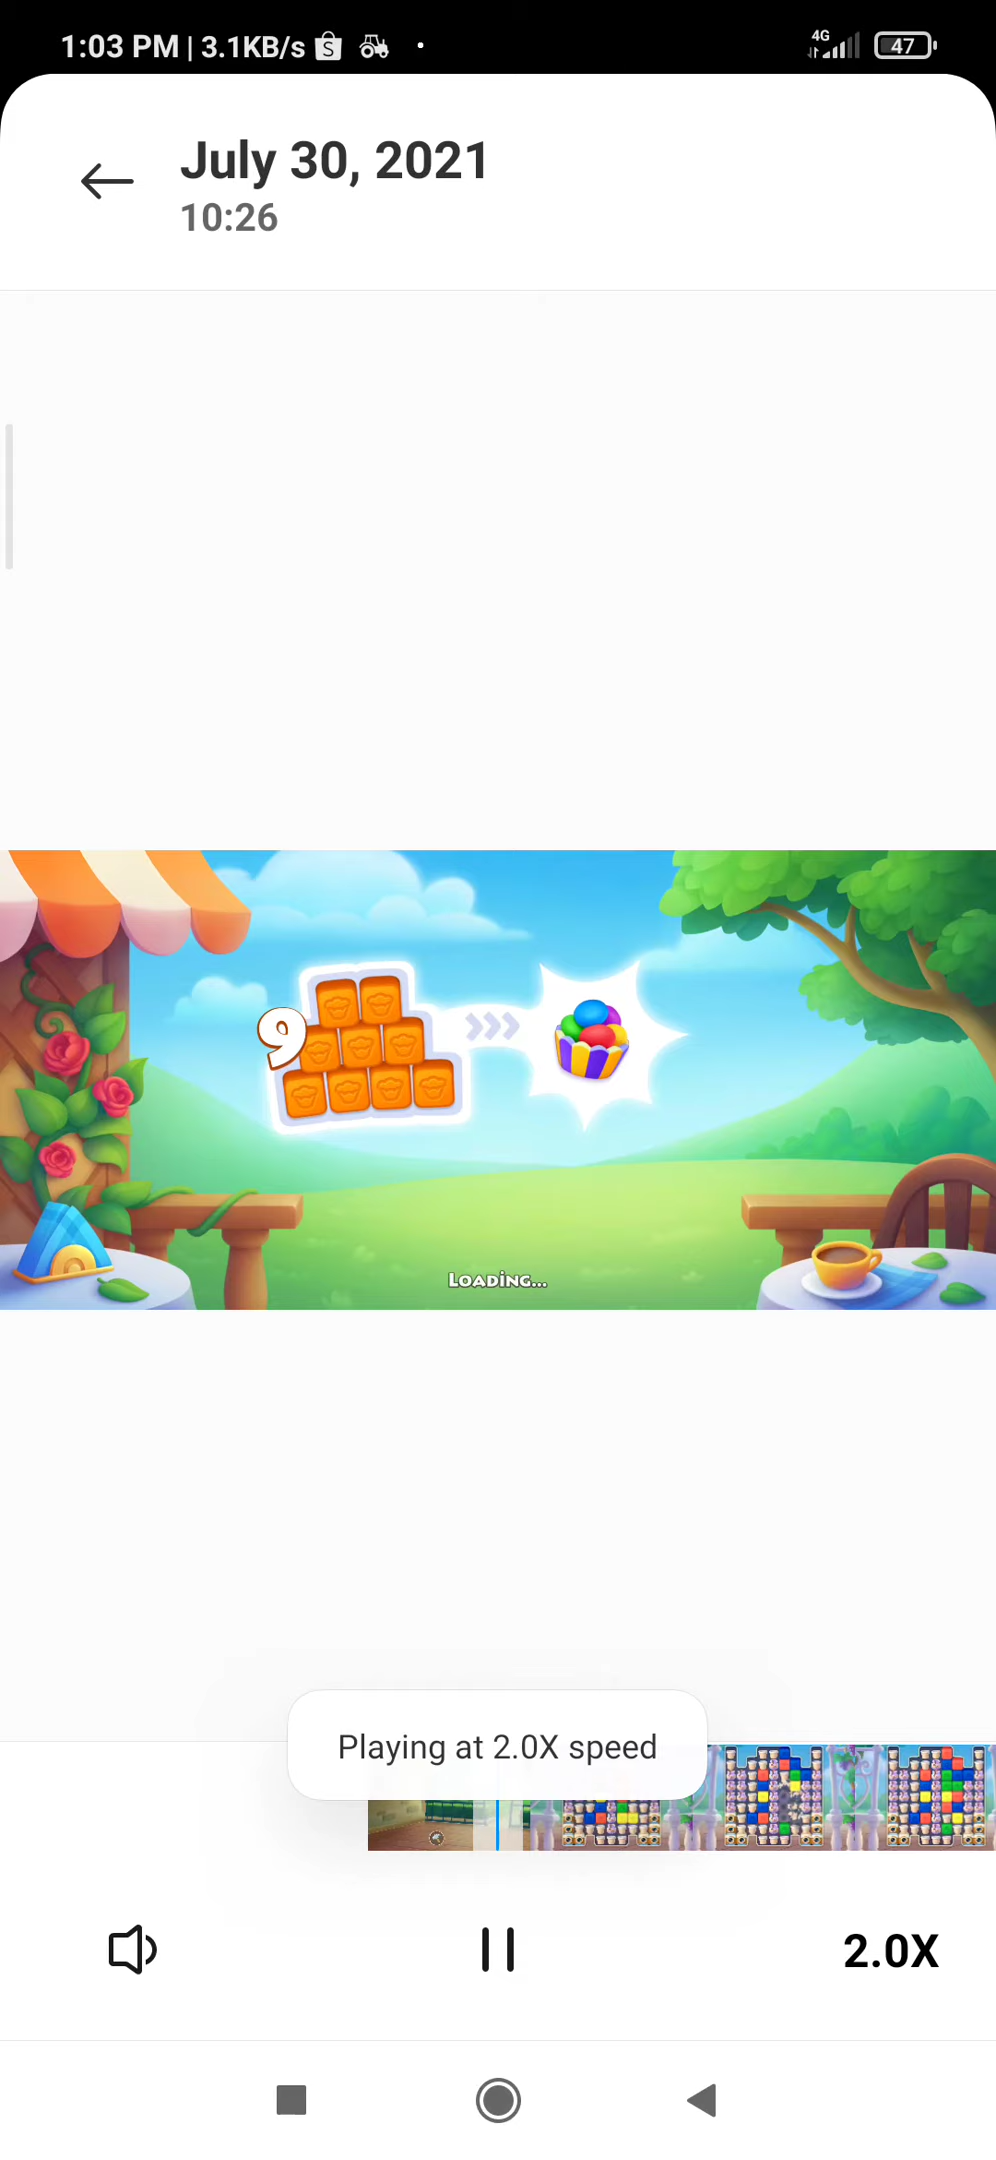 1:03 PM | 3.1KB/s
4G
47
July 30, 2021
10:26
9
LOADING...
Playing at 2.0X speed
2.0X